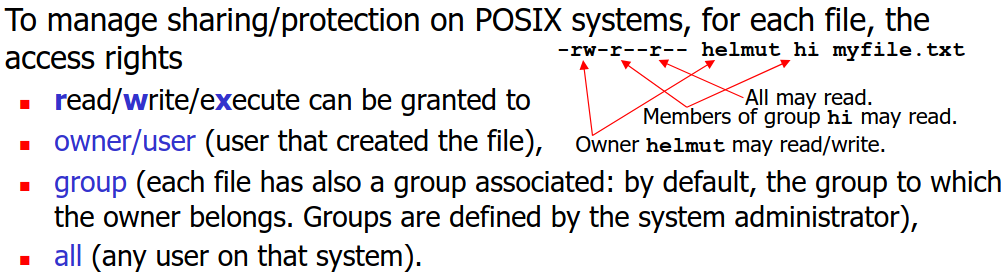 To manage sharing/protection on POSIX systems, for each file, the
access rights
-rw-r--r-- helmut hi myfile.txt
All may read.
Members of group hi may read.
Owner helmut may read/write.
▪ read/write/execute can be granted to
▪ owner/user (user that created the file),
▪ group (each file has also a group associated: by default, the group to which
the owner belongs. Groups are defined by the system administrator),
▪ all (any user on that system).